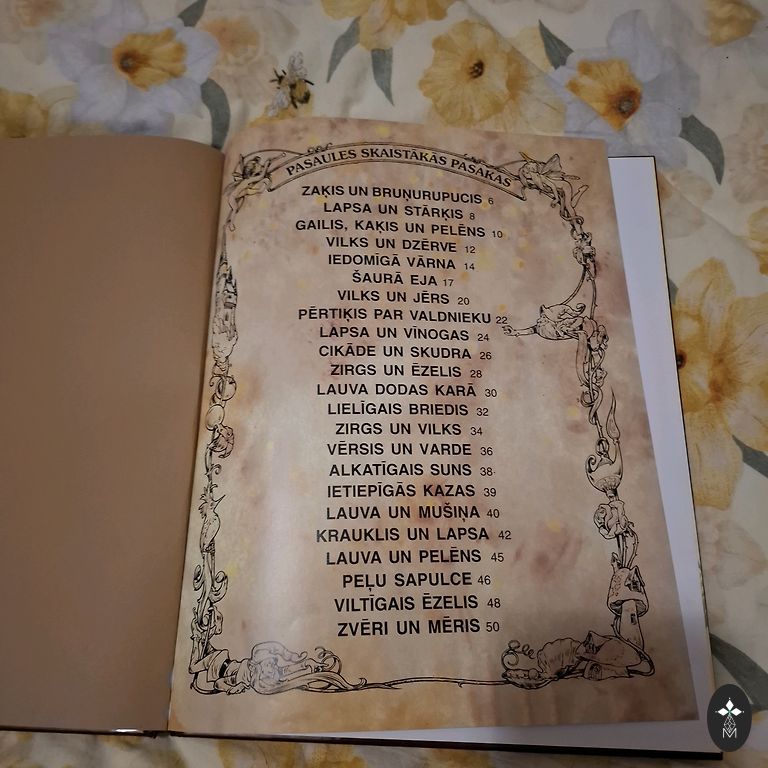 PASAULES SKAISTĀKĀS PASAKAS
ZAĶIS UN BRUŅURUPUCIS 6
LAPSA UN STĀRĶIS 8
GAILIS, KAĶIS UN PELĒNS 10
VILKS UN DZĒRVE 12
IEDOMĪGĀ VĀRNA 14
ŠAURĀ EJA 17
VILKS UN JĒRS 20
PĒRTIĶIS PAR VALDNIEKU 22
LAPSA UN VĪNOGAS 24
CIKĀDE UN SKUDRA 26
ZIRGS UN ĒZELIS 28
LAUVA DODAS KARĀ 30
LIELĪGAIS BRIEDIS 32
ZIRGS UN VILKS 34
VĒRSIS UN VARDE 36
ALKATĪGAIS SUNS 38
IETIEPĪGĀS KAZAS 39
LAUVA UN MUŠIŅA 40
KRAUKLIS UN LAPSA 42
LAUVA UN PELĒNS 45
PEĻU SAPULCE 46
VILTĪGAIS ĒZELIS 48
ZVĒRI UN MĒRIS 50
M